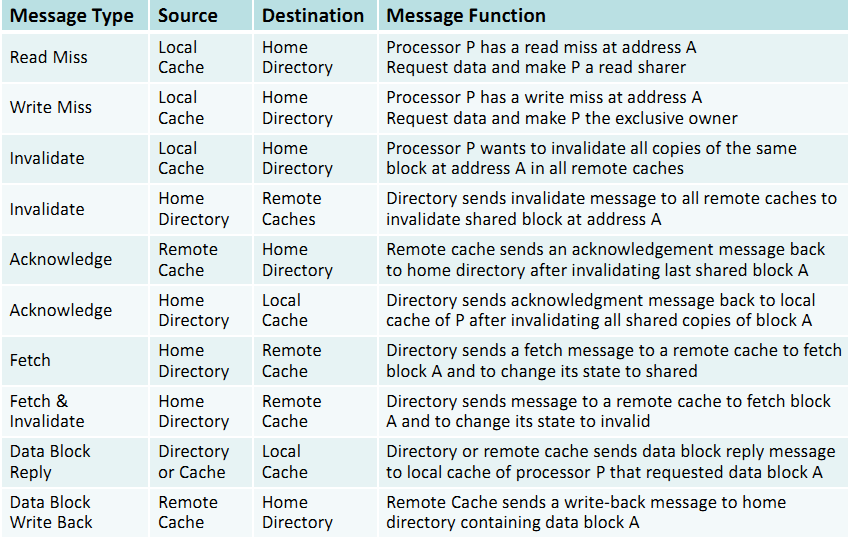 Message Type Source Destination Message Function
Read Miss Local Cache Home Directory Processor P has a read miss at address A
Request data and make P a read sharer
Write Miss Local Cache Home Directory Processor P has a write miss at address A
Request data and make P the exclusive owner
Invalidate Local Cache Home Directory Processor P wants to invalidate all copies of the same
block at address A in all remote caches
Invalidate Home Directory Remote Caches Directory sends invalidate message to all remote caches to
invalidate shared block at address A
Acknowledge Remote Cache Home Directory Remote cache sends an acknowledgement message back
to home directory after invalidating last shared block A
Acknowledge Home Directory Local Cache Directory sends acknowledgment message back to local
cache of P after invalidating all shared copies of block A
Fetch Home Directory Remote Cache Directory sends a fetch message to a remote cache to fetch
block A and to change its state to shared
Fetch & Invalidate Home Directory Remote Cache Directory sends message to a remote cache to fetch block
A and to change its state to invalid
Data Block Reply Directory or Cache Local Cache Directory or remote cache sends data block reply message
to local cache of processor P that requested data block A
Data Block Write Back Remote Cache Home Directory Remote Cache sends a write-back message to home
directory containing data block A